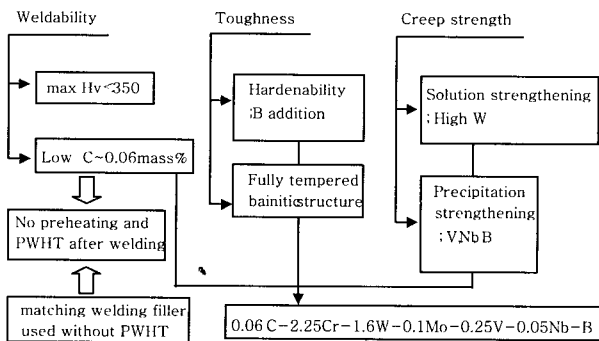 Weldability
max Hv<350
Low C~0.06mass%
No preheating and
PWHT after welding
matching welding filler
used without PWHT
Toughness
Hardenability
;B addition
Fully tempered
bainitic structure
Creep strength
Solution strengthening
;High W
Precipitation
strengthening
;V,Nb B
0.06 C-2.25Cr-1.6W-0.1Mo-0.25V-0.05Nb-B